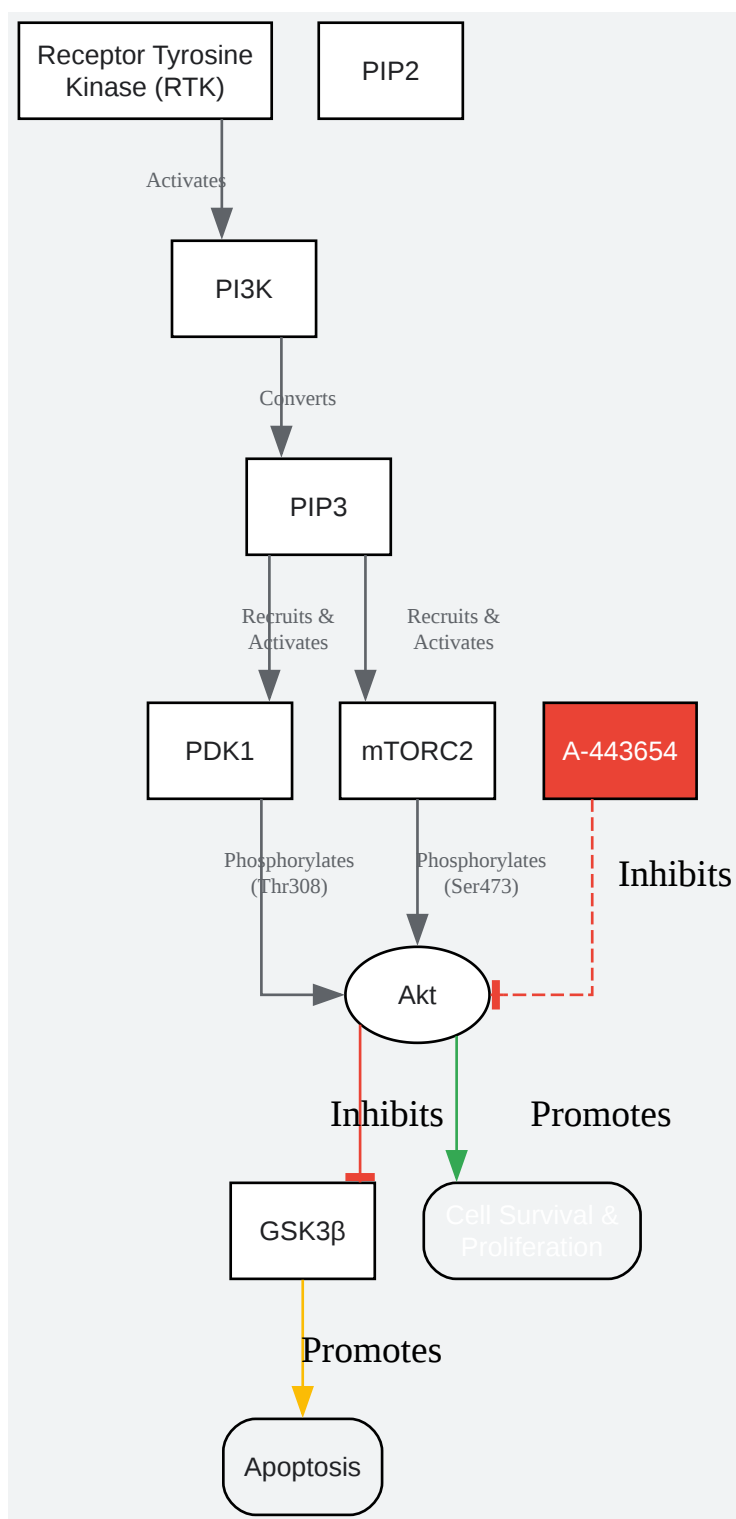 Receptor Tyrosine
Kinase (RTK)
PIP2
Activates
PI3K
Converts
PIP3
Recruits &
Activates
Recruits &
Activates
PDK1
mTORC2
A-443654
Phosphorylates
(Thr308)
Phosphorylates
(Ser473)
Inhibits
Akt
Inhibits
Promotes
GSK3β
Cell Survival &
Proliferation
Promotes
Apoptosis